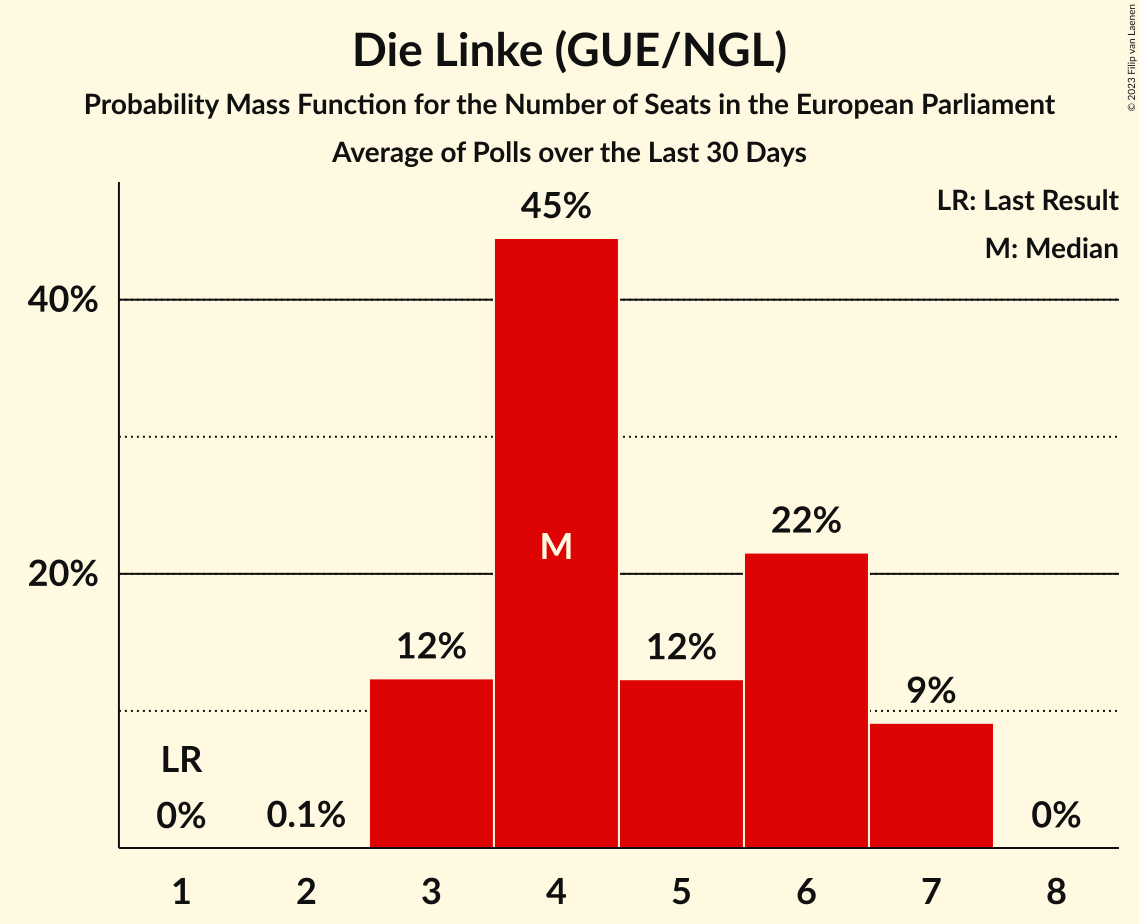 Die Linke (GUE/NGL)
Probability Mass Function for the Number of Seats in the European Parliament
Average of Polls over the Last 30 Days
© 2023 Filip van Laenen
LR: Last Result
M: Median
45%
40%
M
22%
20%
12%
12%
9%
LR
0%
0.1%
0%
1 2 3 4 5 6 7 8